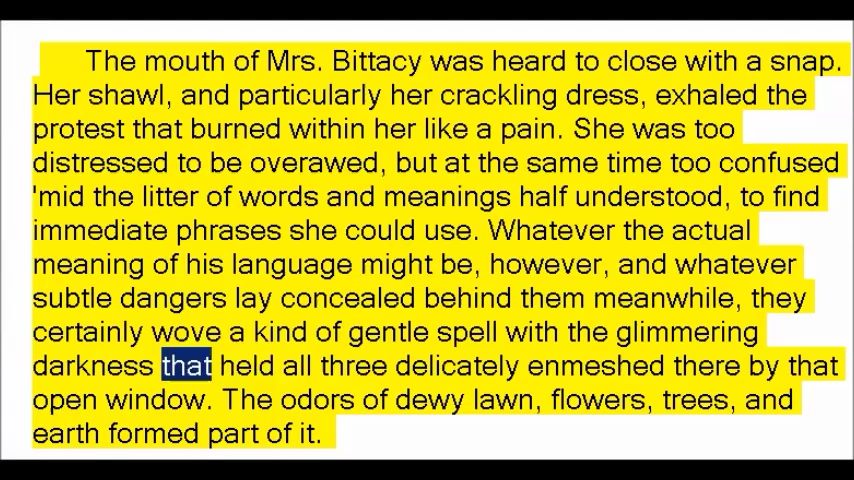 The mouth of Mrs. Bittacy was heard to close with a snap.
Her shawl, and particularly her crackling dress, exhaled the
protest that burned within her like a pain. She was too
distressed to be overawed, but at the same time too confused
'mid the litter of words and meanings half understood, to find
immediate phrases she could use. Whatever the actual
meaning of his language might be, however, and whatever
subtle dangers lay concealed behind them meanwhile, they
certainly wove a kind of gentle spell with the glimmering
darkness that held all three delicately enmeshed there by that
open window. The odors of dewy lawn, flowers, trees, and
earth formed part of it.